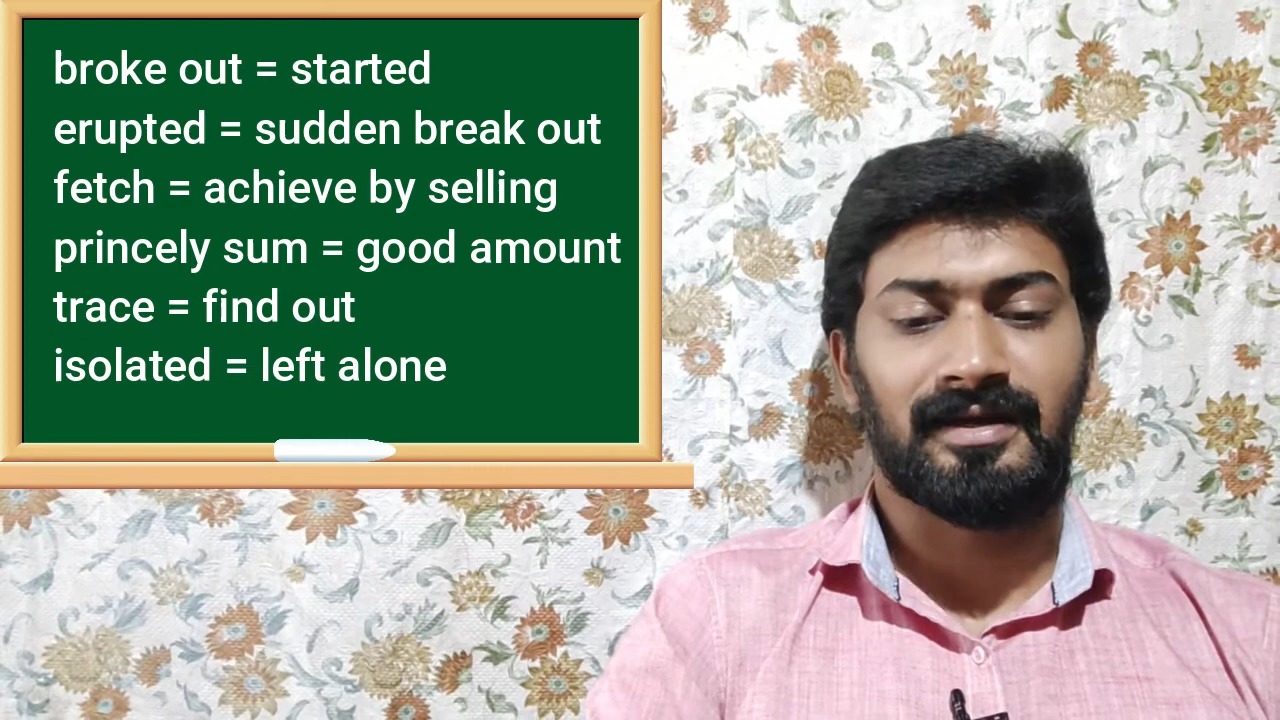 broke out = started
erupted = sudden break out
fetch = achieve by selling
princely sum = good amount
trace = find out
isolated = left alone